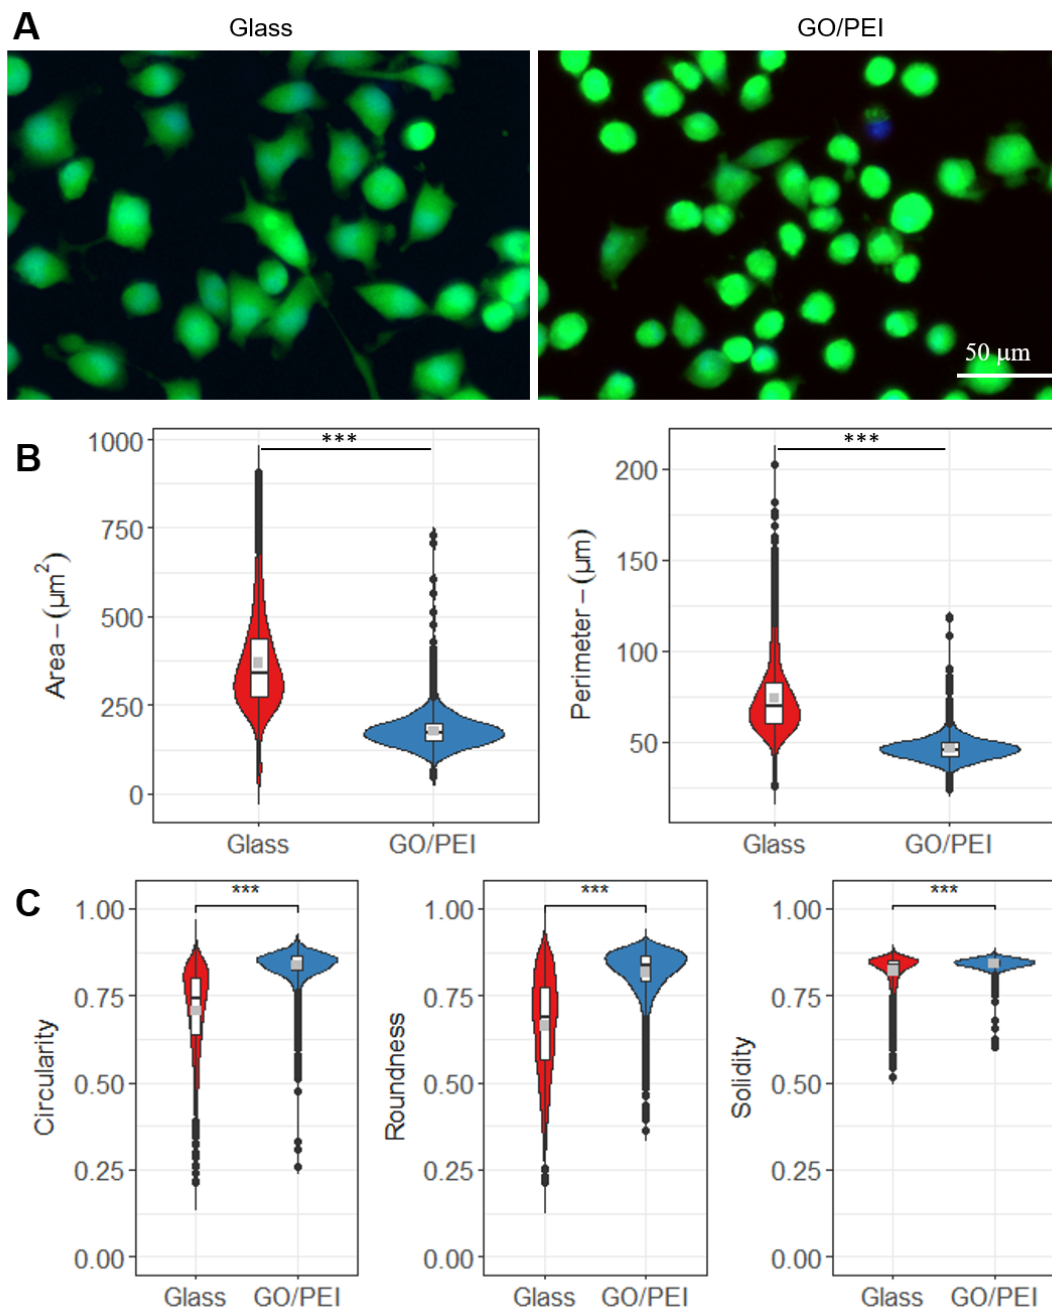 A
Glass
GO/PEI
50 µm
B
***
1000
750
500
250
0
Area – (µm²)
Glass
GO/PEI
***
200
150
100
50
Perimeter – (µm)
Glass
GO/PEI
C
***
1.00
0.75
0.50
0.25
0.00
Circularity
Glass
GO/PEI
***
1.00
0.75
0.50
0.25
0.00
Roundness
Glass
GO/PEI
***
1.00
0.75
0.50
0.25
0.00
Solidity
Glass
GO/PEI